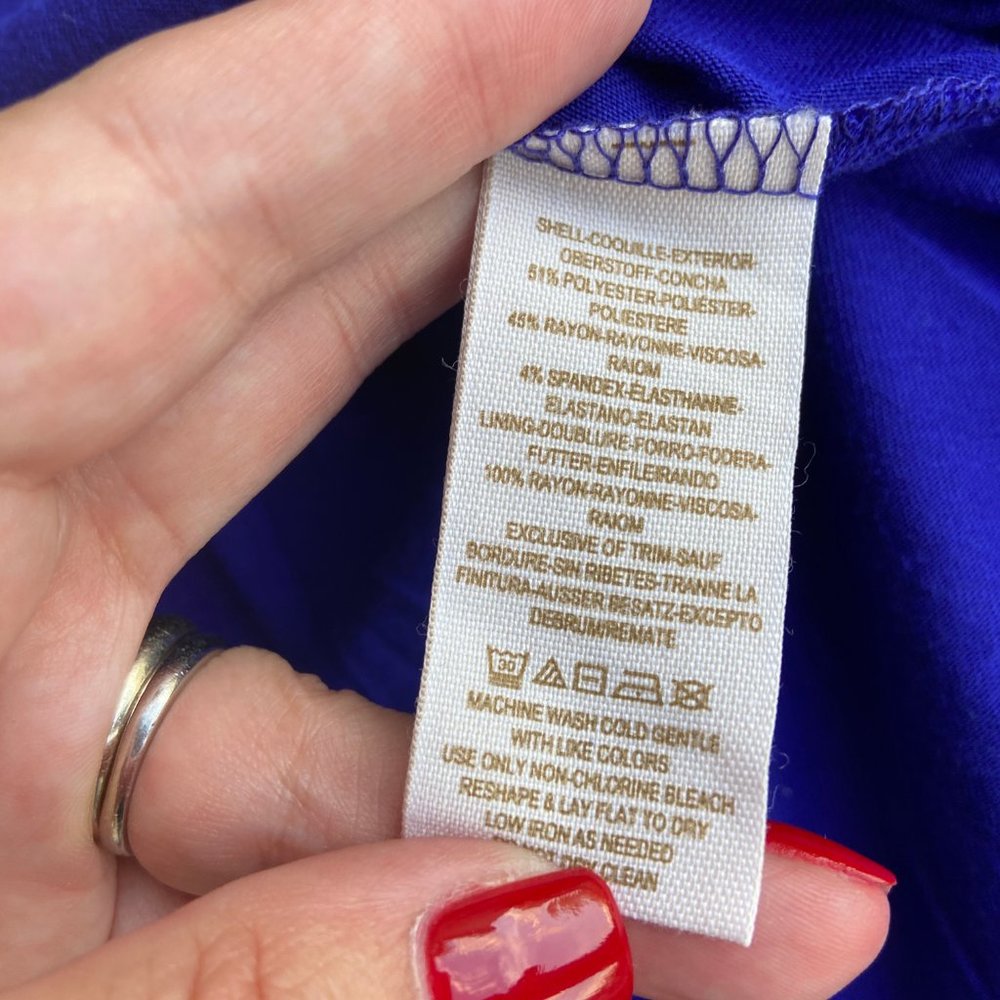 SHELL-COQUILLE-EXTERIOR-
OBERSTOFF-CONCHA
51% POLYESTER-POLIESTER-
POLIESTERE
45% RAYON-RAYONNE-VISCOSA-
RAIOM
4% SPANDEX-ELASTHANNE-
ELASTANO-ELASTAN
LINING-DOUBLURE-FORRO-FODERA-
FUTTER-ENFILEIRANDO
100% RAYON-RAYONNE-VISCOSA-
RAIOM
EXCLUSIVE OF TRIM-SAUF
BORDURE-SIN RIBETES-TRANNE LA
FINITURA-AUSSER BESATZ-EXCEPTO
DEBRUM/REMATE
30
MACHINE WASH COLD GENTLE
WITH LIKE COLORS
USE ONLY NON-CHLORINE BLEACH
RESHAPE & LAY FLAT TO DRY
LOW IRON AS NEEDED
CLEAN